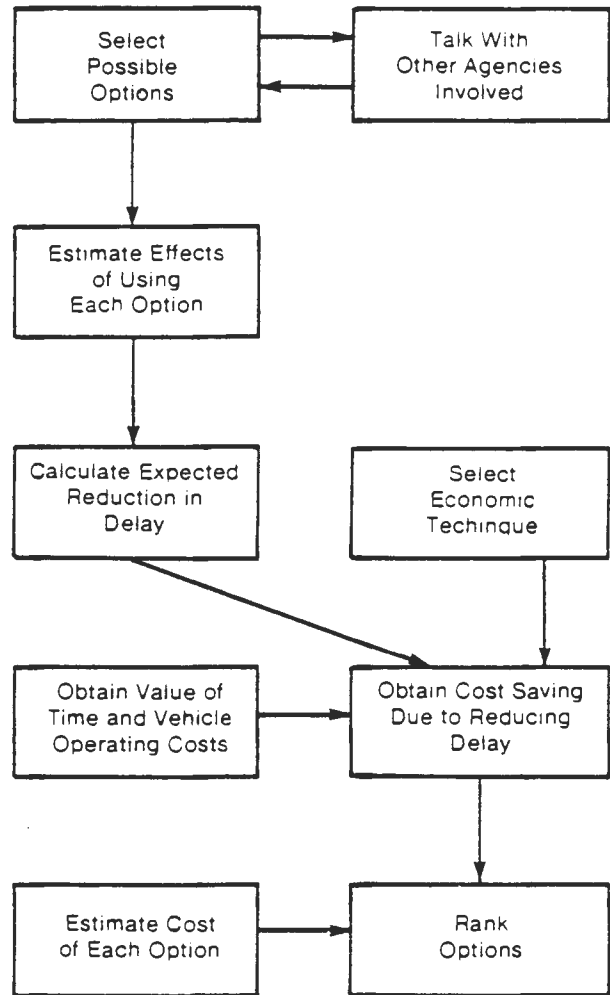 Select
Possible
Options
Talk With
Other Agencies
Involved
Estimate Effects
of Using
Each Option
Calculate Expected
Reduction in
Delay
Select
Economic
Techinque
Obtain Value of
Time and Vehicle
Operating Costs
Obtain Cost Saving
Due to Reducing
Delay
Estimate Cost
of Each Option
Rank
Options